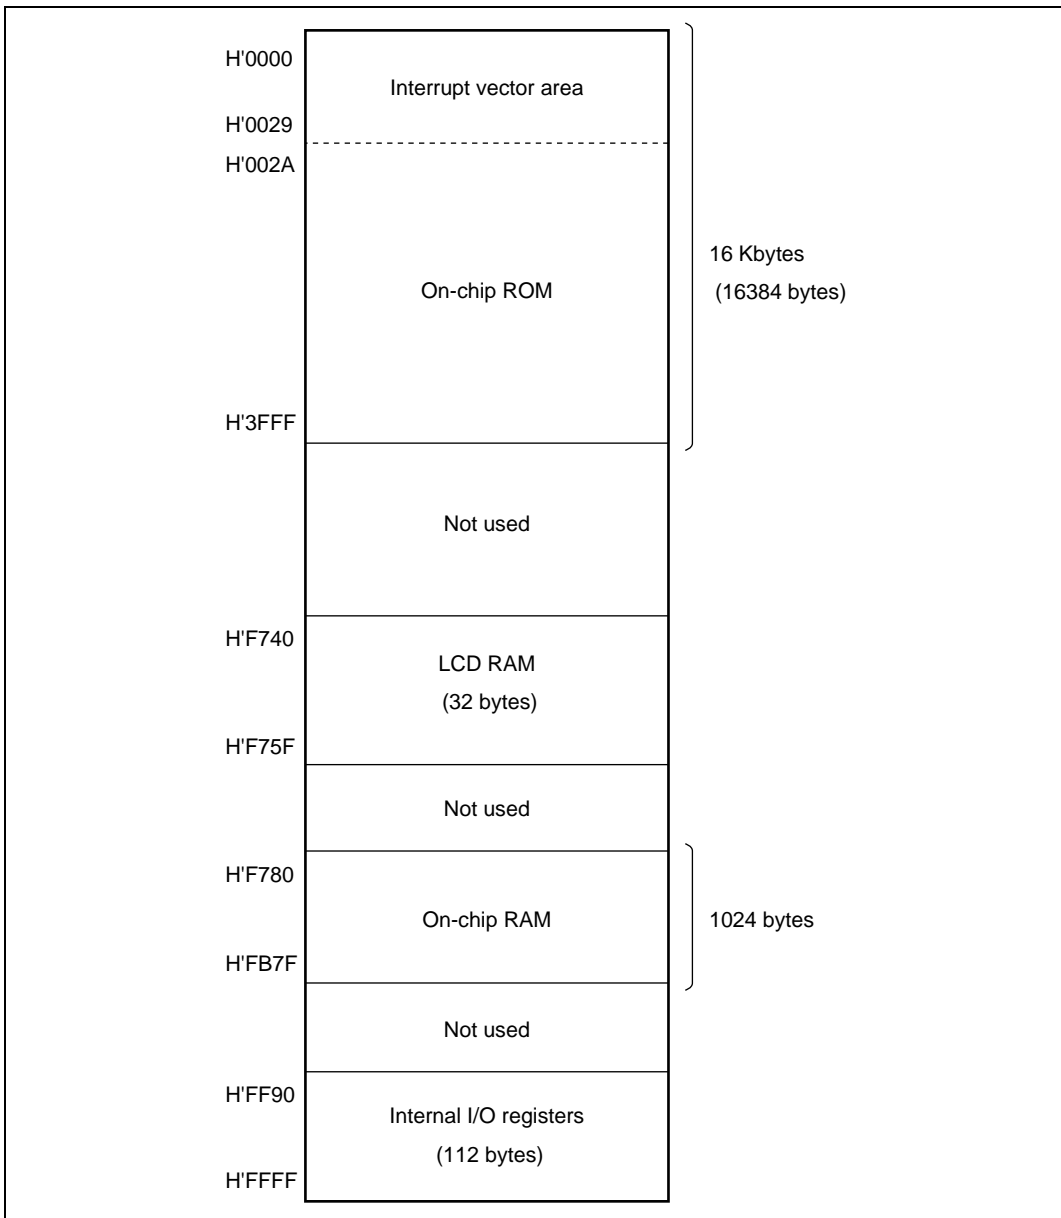 H'0000
Interrupt vector area
H'0029
H'002A
16 Kbytes
On-chip ROM
(16384 bytes)
H'3FFF
Not used
H'F740
LCD RAM
(32 bytes)
H'F75F
Not used
H'F780
On-chip RAM
1024 bytes
H'FB7F
Not used
H'FF90
Internal I/O registers
(112 bytes)
H'FFFF